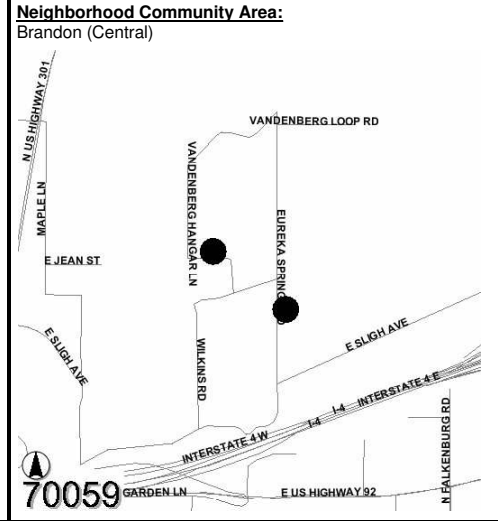 Neighborhood Community Area:
Brandon (Central)
N US HIGHWAY 301
VANDENBERG LOOP RD
VANDENBERG HANGAR LN
MAPLE LN
EUREKA SPRING
E JEAN ST
E SLIGH AVE
E SLIGH AVE
WILKINS RD
INTERSTATE 4 E
I-4
I-4
INTERSTATE 4 W
N FALKENBURG RD
70059
GARDEN LN
E US HIGHWAY 92